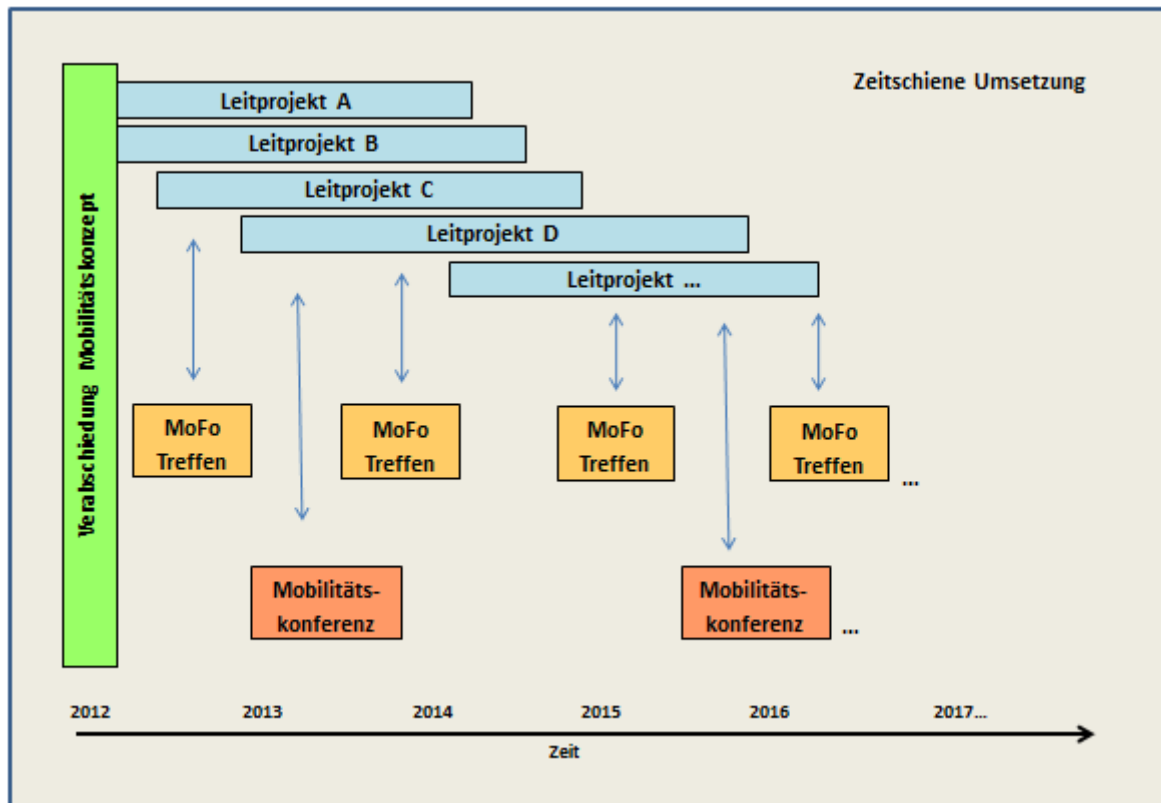 Zeitschiene Umsetzung
Verabschiedung Mobilitätskonzept
Leitprojekt A
Leitprojekt B
Leitprojekt C
Leitprojekt D
Leitprojekt ...
MoFo
Treffen
MoFo
Treffen
MoFo
Treffen
MoFo
Treffen
...
Mobilitäts-
konferenz
Mobilitäts-
konferenz
...
2012 2013 2014 2015 2016 2017...
Zeit